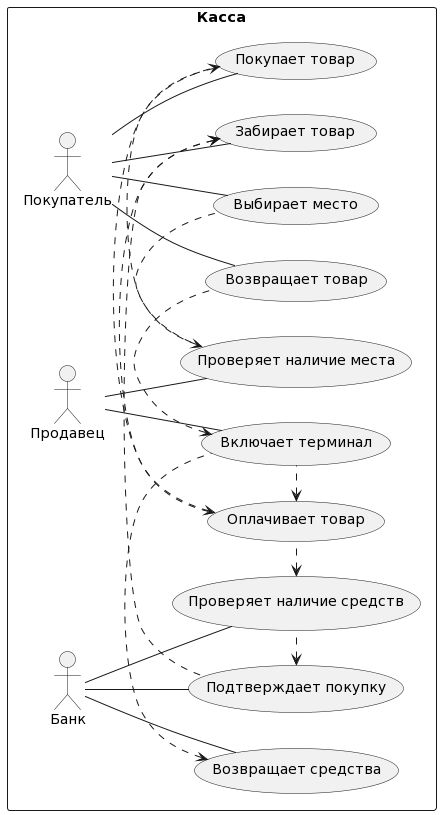 Касса
Покупает товар
Забирает товар
Покупатель
Выбирает место
Возвращает товар
Проверяет наличие места
Продавец
Включает терминал
Оплачивает товар
Проверяет наличие средств
Подтверждает покупку
Банк
Возвращает средства